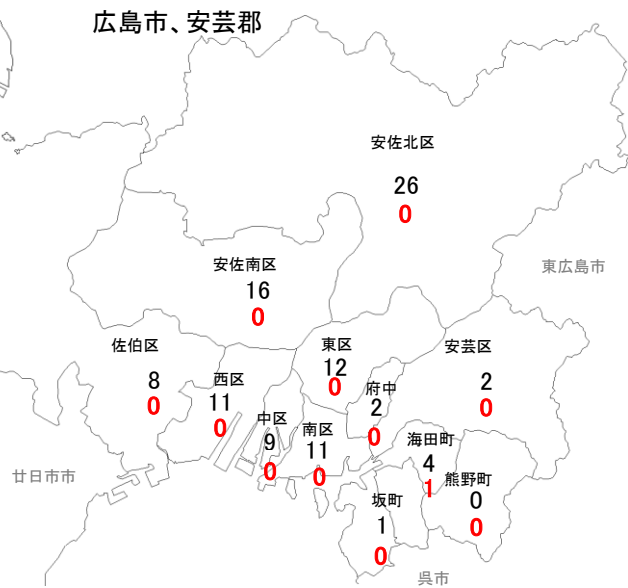 広島市、安芸郡
安佐北区
26
0
東広島市
安佐南区
16
0
佐伯区
8
0
西区
11
0
東区
12
0
安芸区
2
0
府中
2
0
中区
9
0
南区
11
0
海田町
4
1
熊野町
0
0
坂町
1
0
廿日市市
呉市